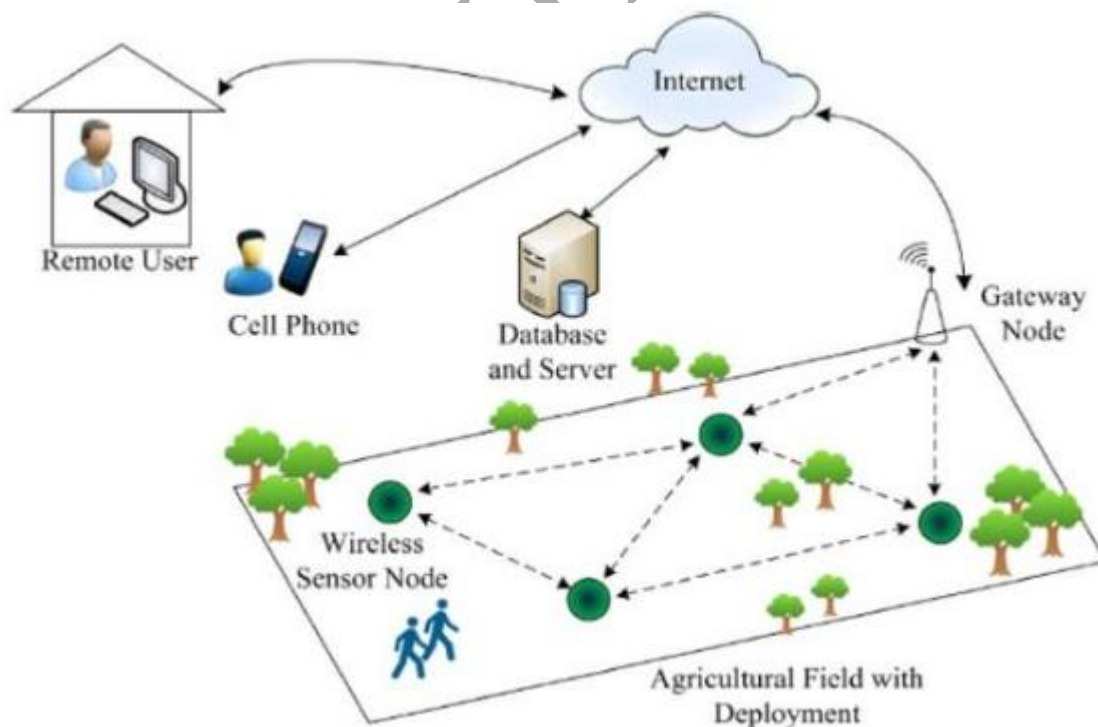 Internet
Remote User
Cell Phone
Database
and Server
Gateway
Node
Wireless
Sensor Node
Agricultural Field with
Deployment